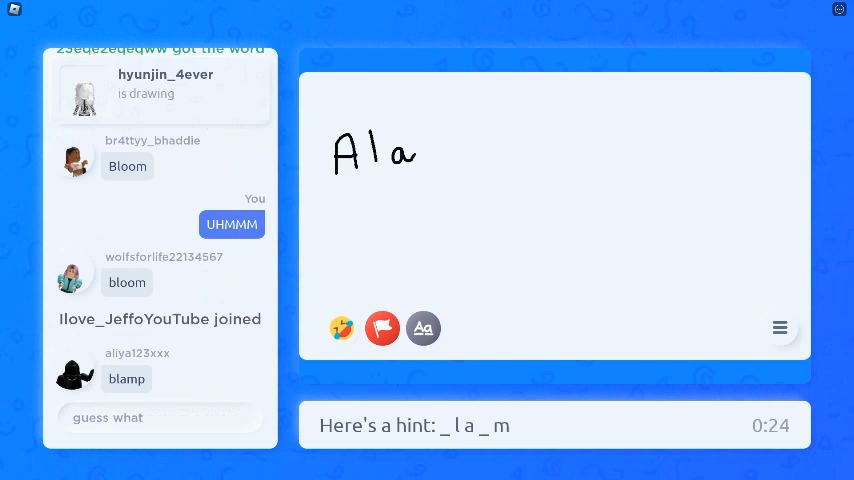 23eqe2eqeqww got the word
hyunjin_4ever
is drawing
br4ttyy_bhaddie
Bloom
You
UHMMM
wolfsforlife22134567
bloom
Ilove_JeffoYouTube joined
aliya123xxx
blamp
guess what
Ala
Aa
Here's a hint: _ l a _ m
0:24